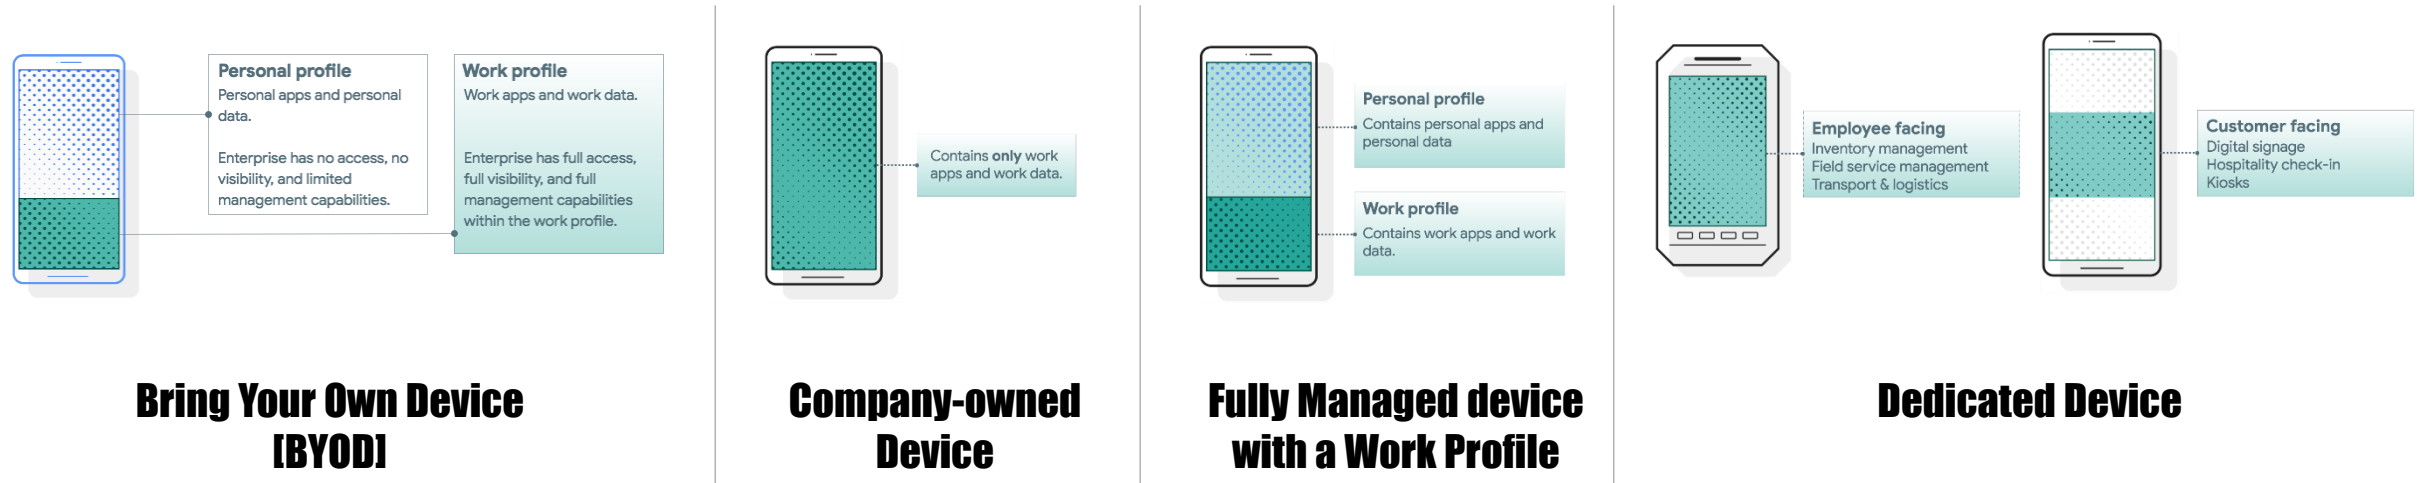 Personal profile
Personal apps and personal
data.
Enterprise has no access, no
visibility, and limited
management capabilities.
Work profile
Work apps and work data.
Enterprise has full access,
full visibility, and full
management capabilities
within the work profile.
Bring Your Own Device
[BYOD]
Contains only work
apps and work data.
Company-owned
Device
Personal profile
Contains personal apps and
personal data
Work profile
Contains work apps and work
data.
Fully Managed device
with a Work Profile
Employee facing
Inventory management
Field service management
Transport & logistics
Customer facing
Digital signage
Hospitality check-in
Kiosks
Dedicated Device